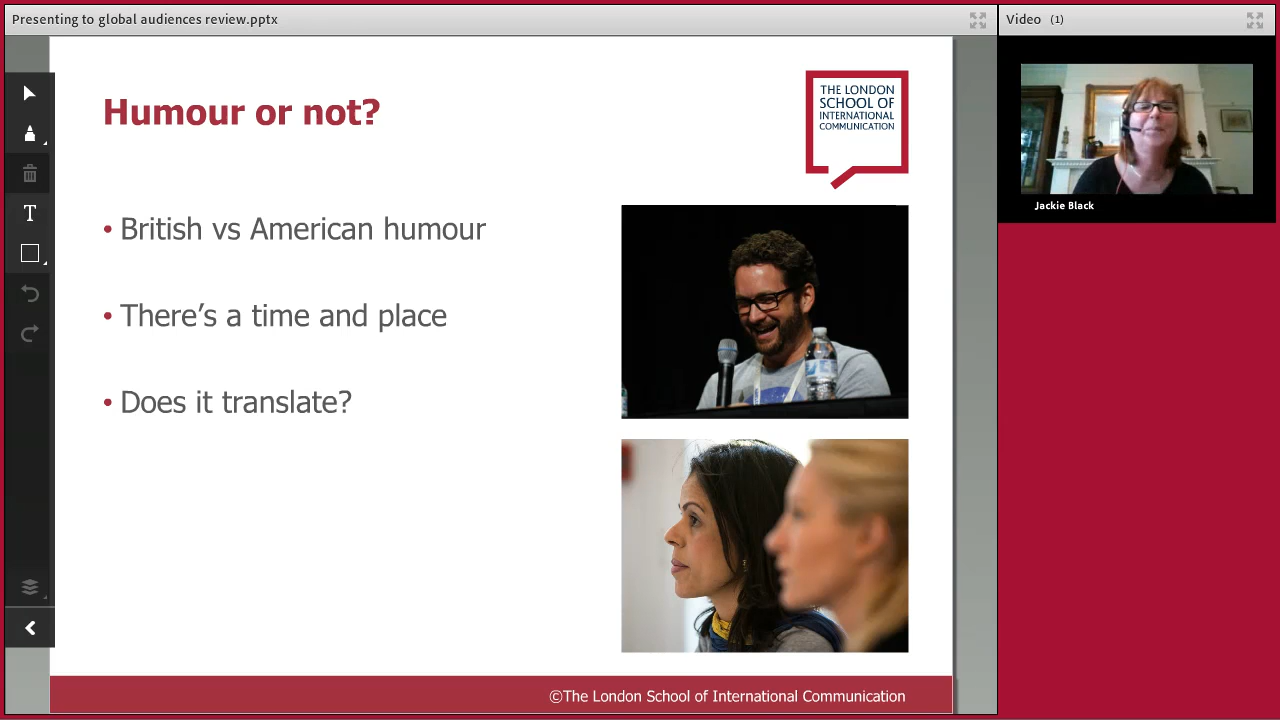 Presenting to global audiences review.pptx
Video (1)
Humour or not?
THE LONDON
SCHOOL OF
INTERNATIONAL
COMMUNICATION
Jackie Black
• British vs American humour
• There's a time and place
• Does it translate?
T
©The London School of International Communication